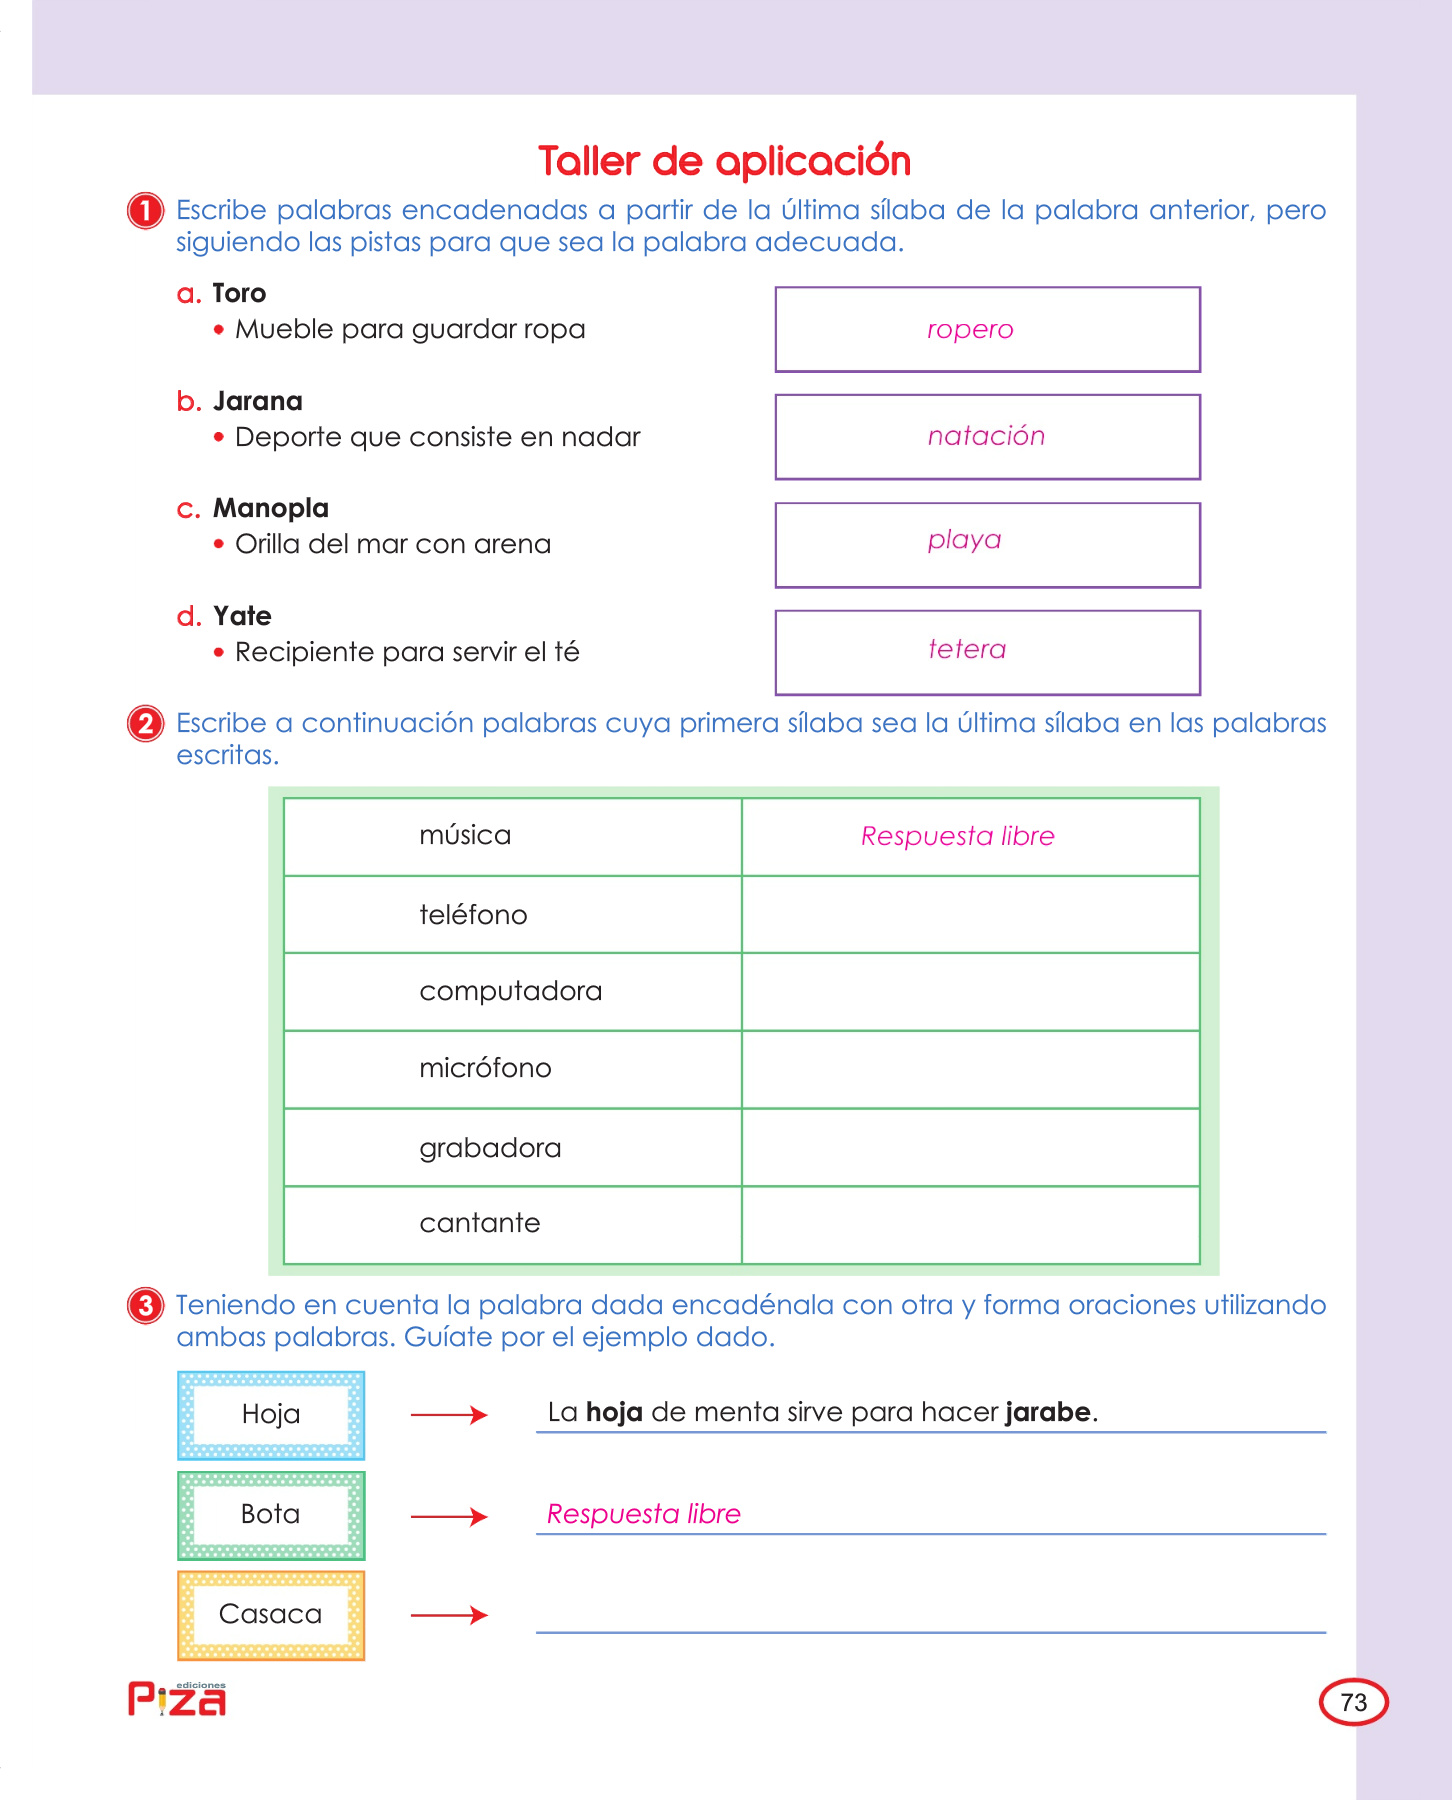 Taller de aplicación
1 Escribe palabras encadenadas a partir de la última sílaba de la palabra anterior, pero
siguiendo las pistas para que sea la palabra adecuada.
a. Toro
• Mueble para guardar ropa
ropero
b. Jarana
• Deporte que consiste en nadar
natación
c. Manopla
• Orilla del mar con arena
playa
d. Yate
• Recipiente para servir el té
tetera
2 Escribe a continuación palabras cuya primera sílaba sea la última sílaba en las palabras
escritas.
música Respuesta libre
teléfono
computadora
micrófono
grabadora
cantante
3 Teniendo en cuenta la palabra dada encadénala con otra y forma oraciones utilizando
ambas palabras. Guíate por el ejemplo dado.
Hoja La hoja de menta sirve para hacer jarabe.
Bota Respuesta libre
Casaca
ediciones
Piza
73